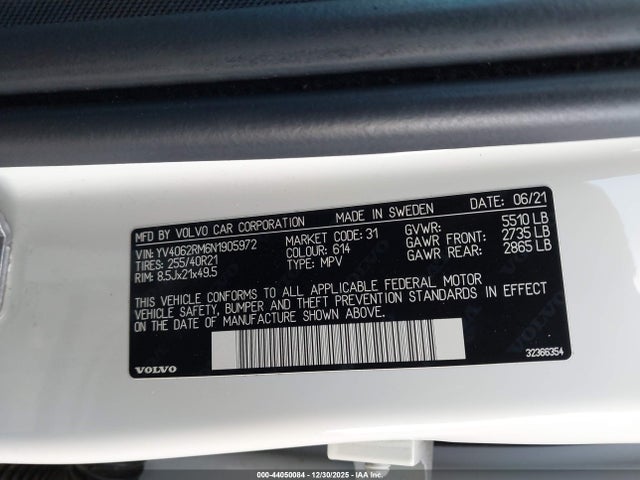 MFD BY VOLVO CAR CORPORATION MADE IN SWEDEN DATE: 06/21
VIN: YV4062RM6N1905972 MARKET CODE: 31 GVWR: 5510 LB
TIRES: 255/40R21 COLOUR: 614 GAWR FRONT: 2735 LB
RIM: 8.5Jx21x49.5 TYPE: MPV GAWR REAR: 2865 LB
THIS VEHICLE CONFORMS TO ALL APPLICABLE FEDERAL MOTOR
VEHICLE SAFETY, BUMPER AND THEFT PREVENTION STANDARDS IN EFFECT
ON DATE OF MANUFACTURE SHOWN ABOVE.
VOLVO 32366354
000-44050084 - 12/30/2025 - IAA Inc.